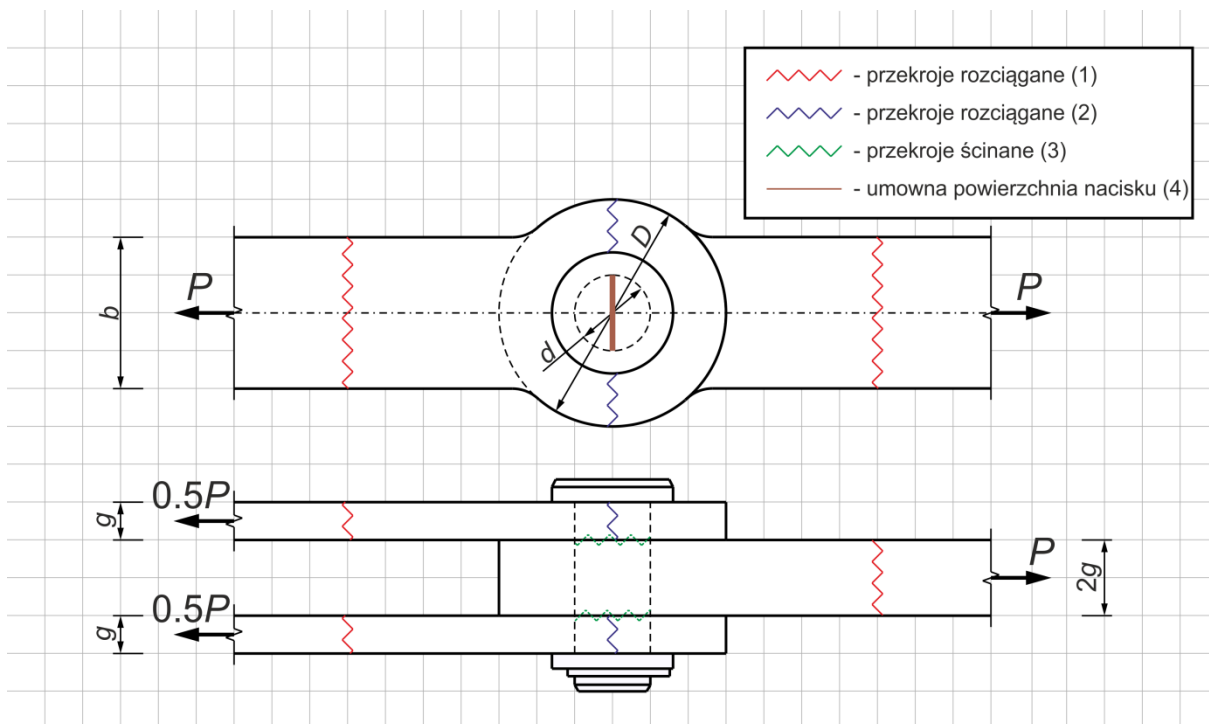 - przekroje rozciągane (1)
- przekroje rozciągane (2)
- przekroje ścinane (3)
- umowna powierzchnia nacisku (4)
D
P
P
b
d
0.5P
g
P
2g
0.5P
g